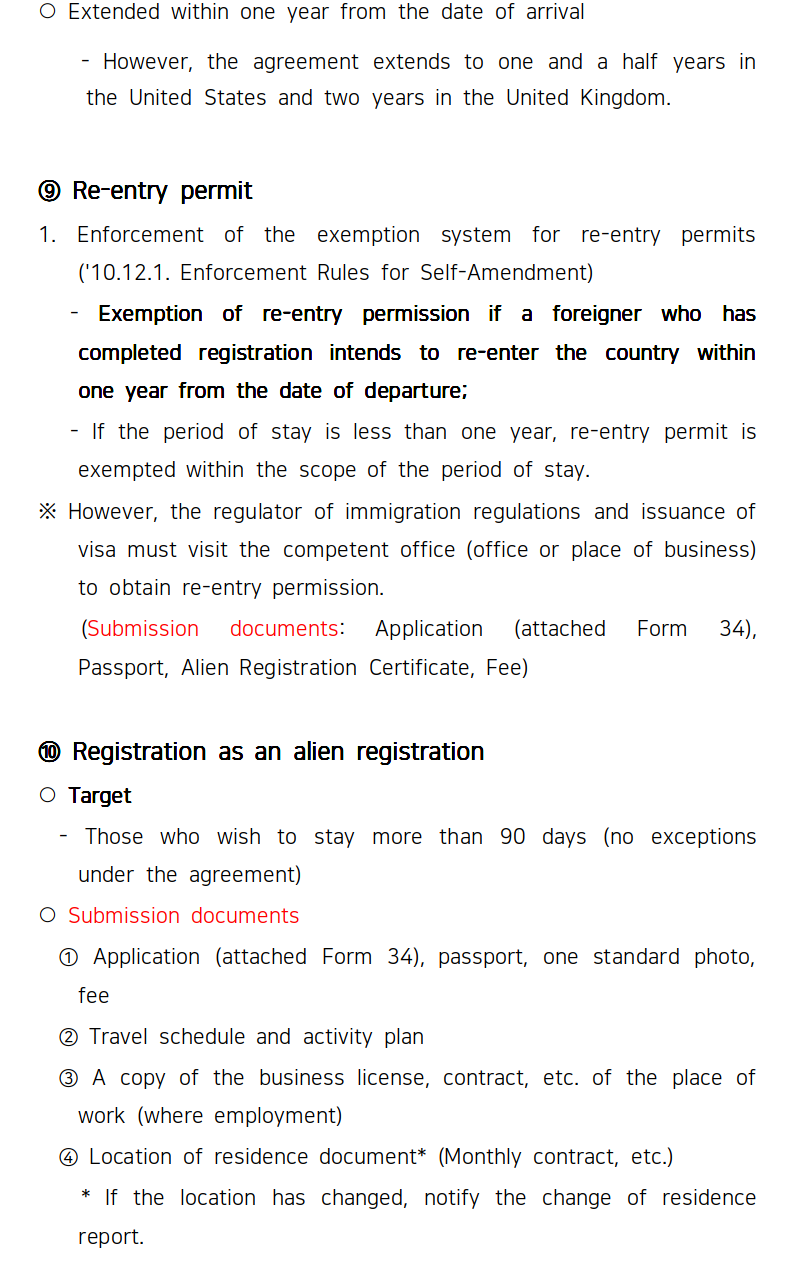 ○ Extended within one year from the date of arrival
- However, the agreement extends to one and a half years in
the United States and two years in the United Kingdom.
⑨ Re-entry permit
1. Enforcement of the exemption system for re-entry permits
('10.12.1. Enforcement Rules for Self-Amendment)
- Exemption of re-entry permission if a foreigner who has
completed registration intends to re-enter the country within
one year from the date of departure;
- If the period of stay is less than one year, re-entry permit is
exempted within the scope of the period of stay.
※ However, the regulator of immigration regulations and issuance of
visa must visit the competent office (office or place of business)
to obtain re-entry permission.
(Submission documents: Application (attached Form 34),
Passport, Alien Registration Certificate, Fee)
⑩ Registration as an alien registration
○ Target
- Those who wish to stay more than 90 days (no exceptions
under the agreement)
○ Submission documents
① Application (attached Form 34), passport, one standard photo,
fee
② Travel schedule and activity plan
③ A copy of the business license, contract, etc. of the place of
work (where employment)
④ Location of residence document* (Monthly contract, etc.)
* If the location has changed, notify the change of residence
report.